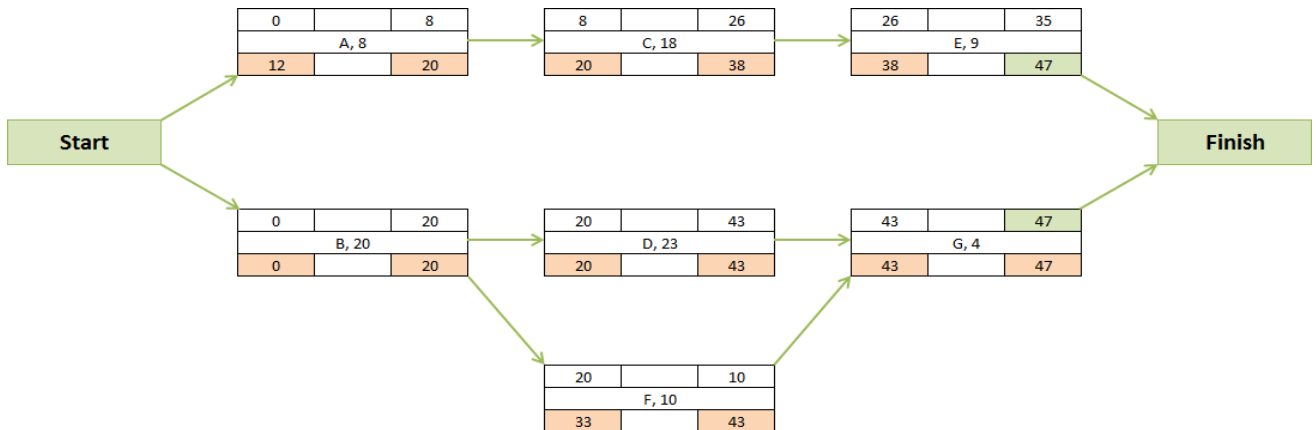 0 8 8 26 26 35
A, 8 C, 18 E, 9
12 20 20 38 38 47
Start Finish
0 20 20 43 43 47
B, 20 D, 23 G, 4
0 20 20 43 43 47
20 10
F, 10
33 43